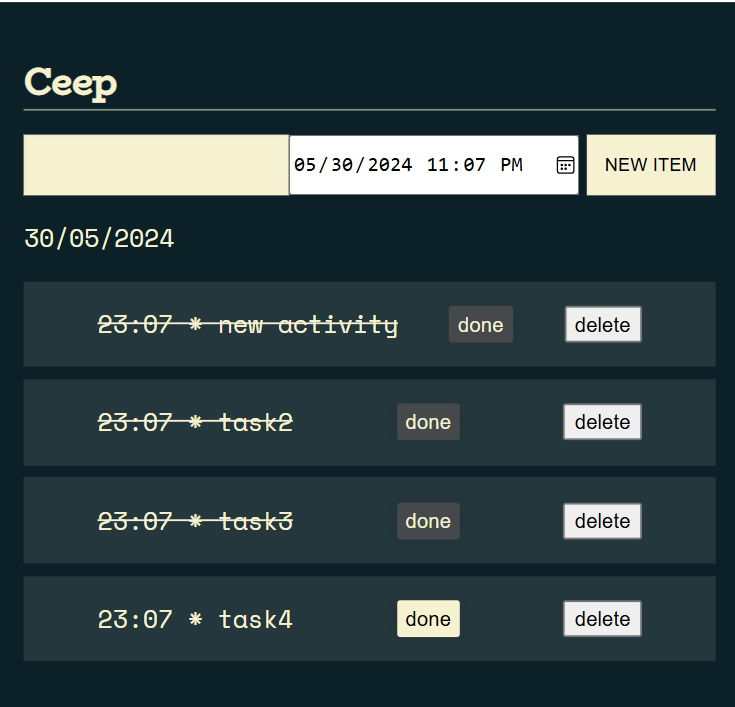 Ceep
05/30/2024 11:07 PM NEW ITEM
30/05/2024
23:07 * new activity done delete
23:07 * task2 done delete
23:07 * task3 done delete
23:07 * task4 done delete